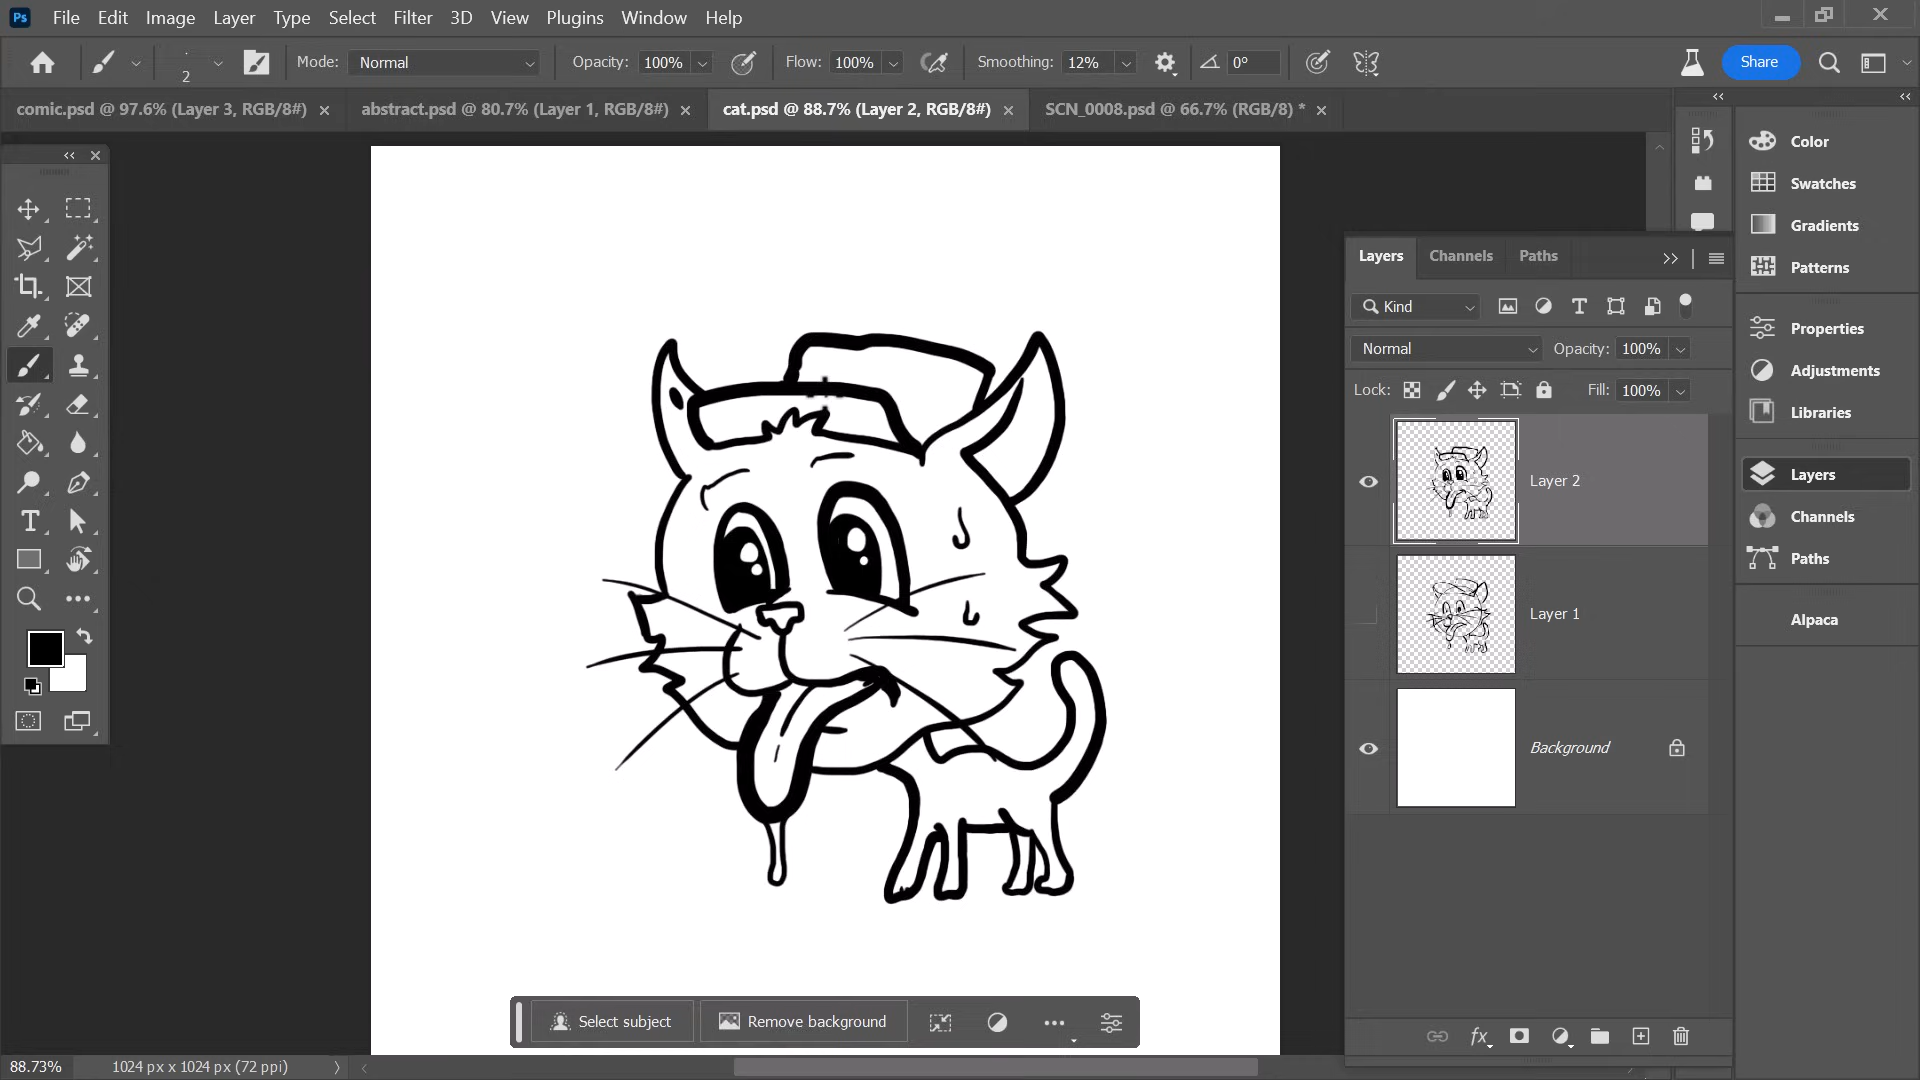 Ps File Edit Image Layer Type Select Filter 3D View Plugins Window Help
2 Mode: Normal Opacity: 100% Flow: 100% Smoothing: 12% 0° Share
comic.psd @ 97.6% (Layer 3, RGB/8#) abstract.psd @ 80.7% (Layer 1, RGB/8#) cat.psd @ 88.7% (Layer 2, RGB/8#) SCN_0008.psd @ 66.7% (RGB/8) *
Color
Swatches
Gradients
Patterns
Properties
Adjustments
Libraries
Layers
Channels
Paths
Alpaca
Layers Channels Paths
Kind
Normal Opacity: 100%
Lock: Fill: 100%
Layer 2
Layer 1
Background
fx
Select subject Remove background
88.73% 1024 px x 1024 px (72 ppi)